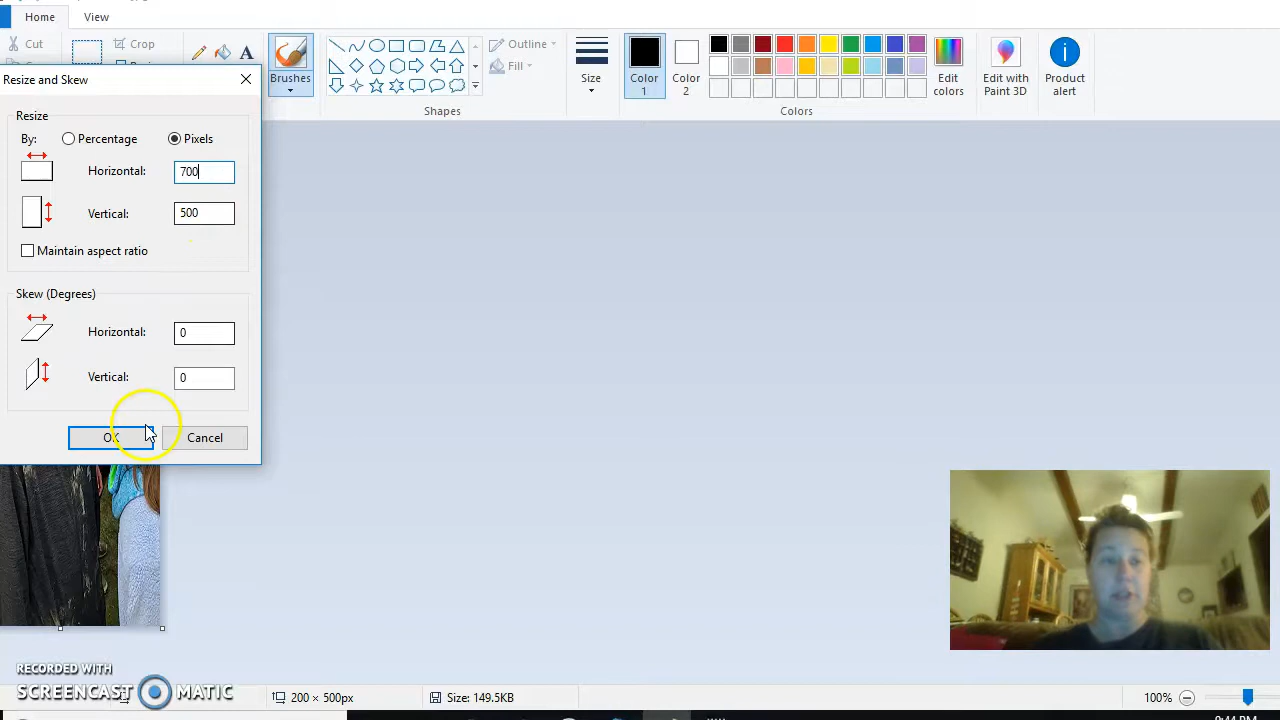 Home View
Cut Crop
Brushes
Outline
Fill
Shapes
Size
Color 1
Color 2
Edit colors
Colors
Edit with Paint 3D
Product alert
Resize and Skew
Resize
By: Percentage Pixels
Horizontal: 700
Vertical: 500
Maintain aspect ratio
Skew (Degrees)
Horizontal: 0
Vertical: 0
OK Cancel
RECORDED WITH
SCREENCAST MATIC
200 × 500px Size: 149.5KB 100%